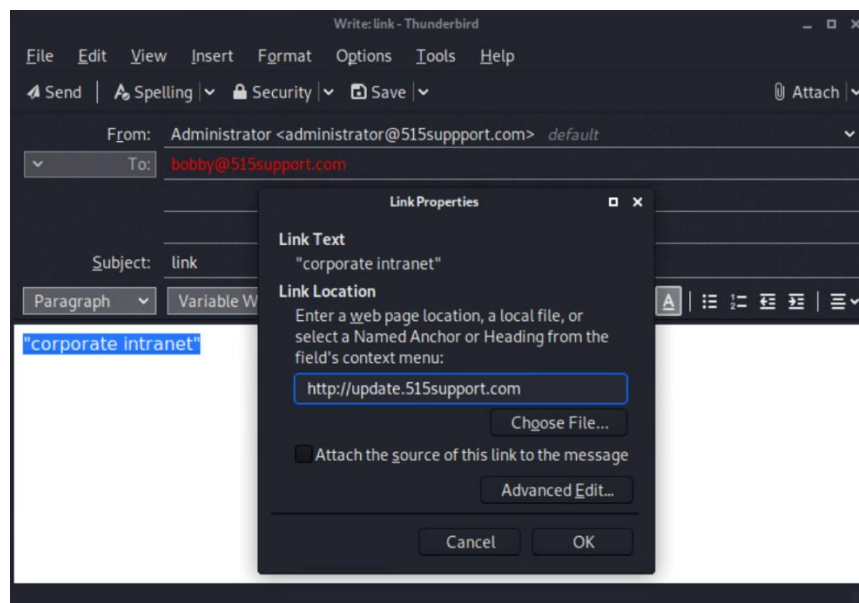 Write: link - Thunderbird
File Edit View Insert Format Options Tools Help
Send Spelling Security Save Attach
From: Administrator <administrator@515suppport.com> default
To: bobby@515support.com
Subject: link
Paragraph Variable W
"corporate intranet"
Link Properties
Link Text
"corporate intranet"
Link Location
Enter a web page location, a local file, or
select a Named Anchor or Heading from the
field's context menu:
http://update.515support.com
Choose File...
Attach the source of this link to the message
Advanced Edit...
Cancel OK